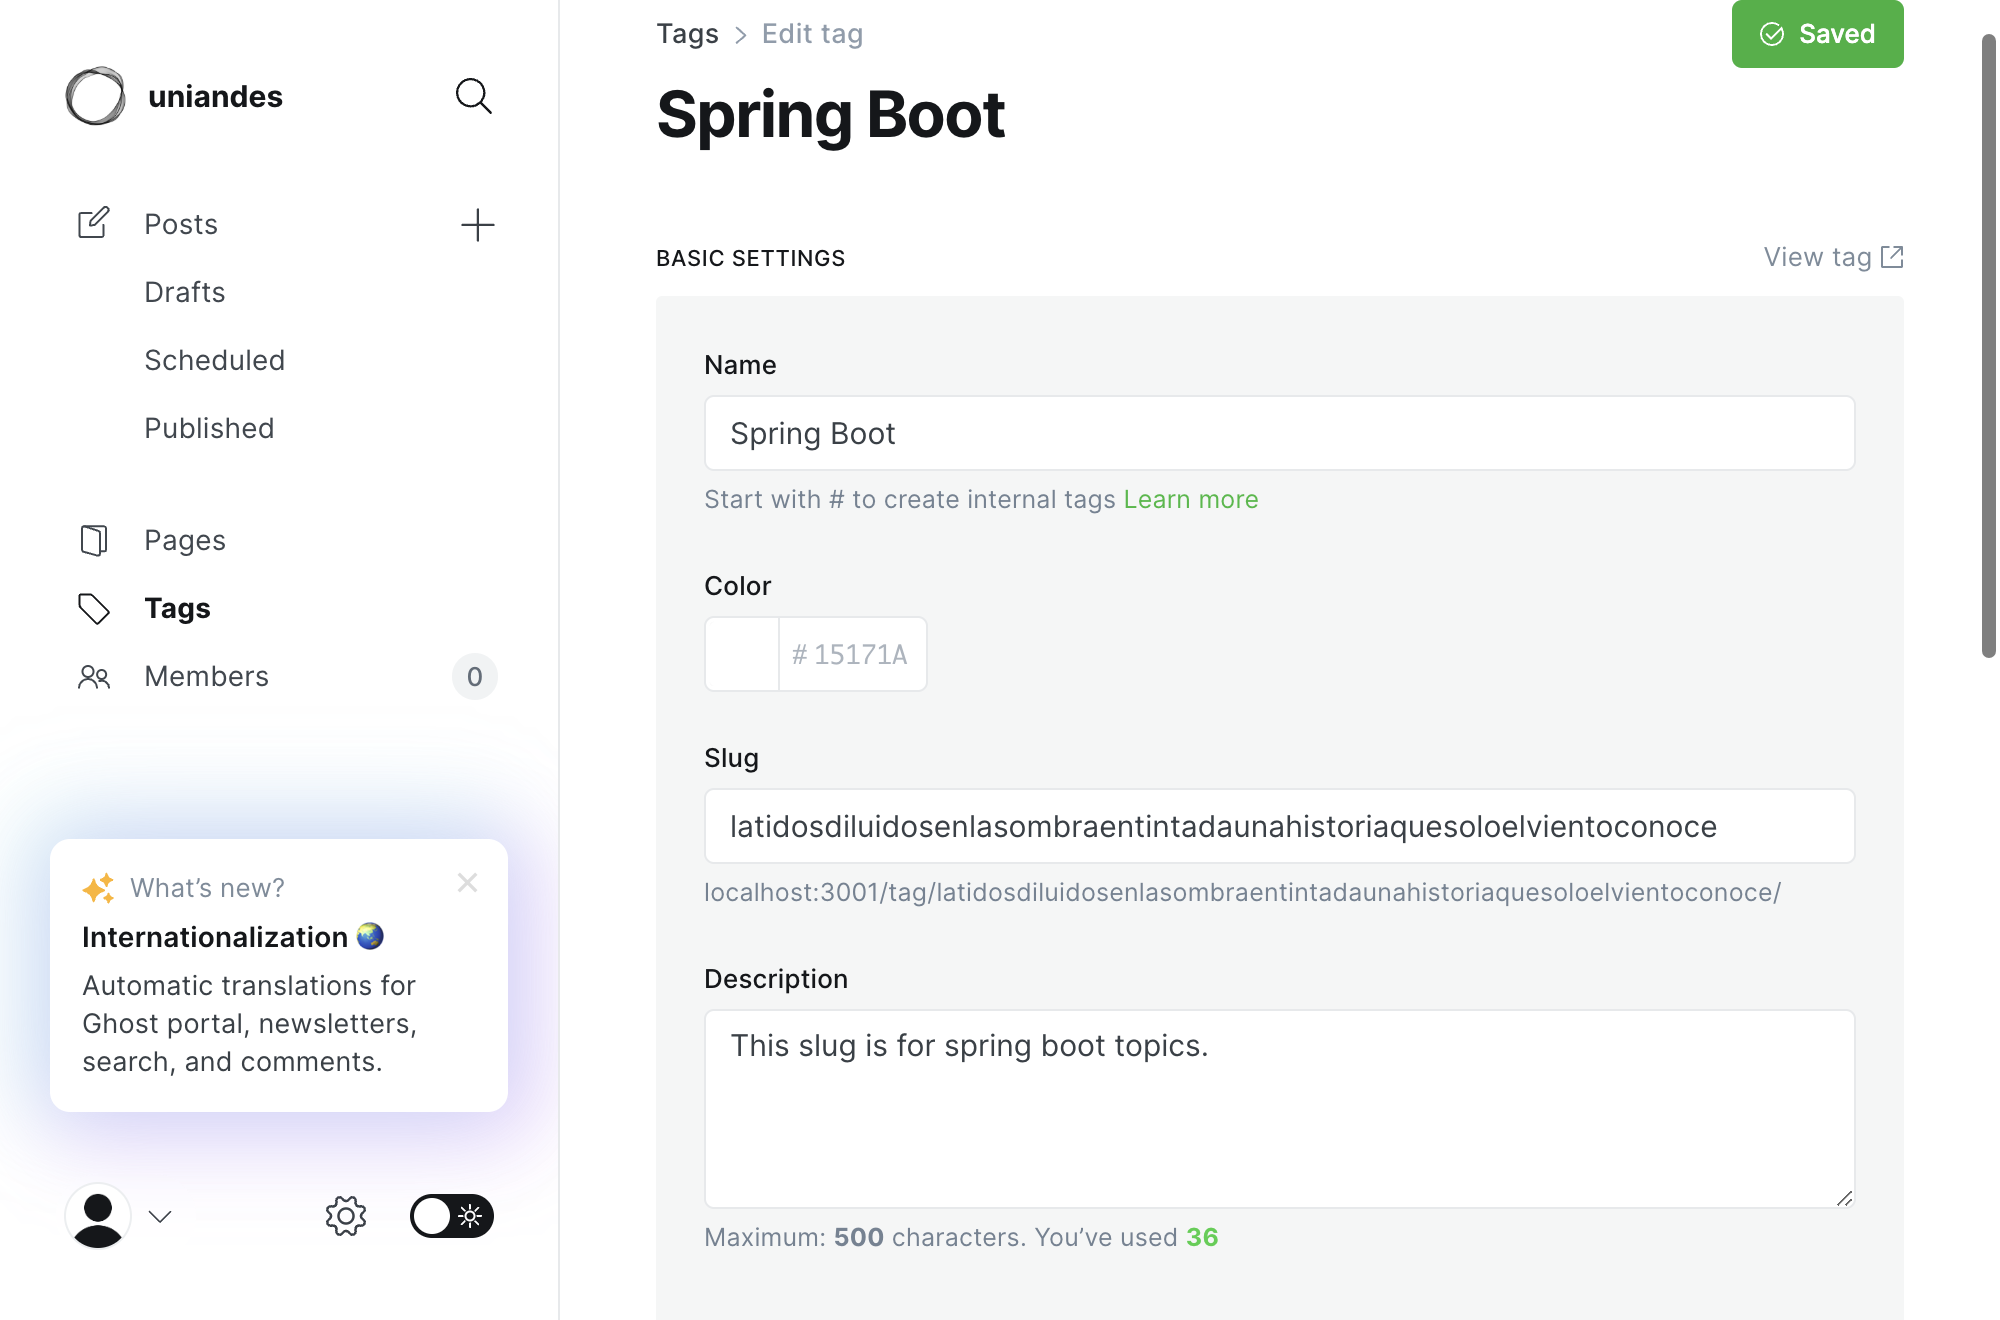 uniandes
Posts
Drafts
Scheduled
Published
Pages
Tags
Members
0
What’s new?
Internationalization
Automatic translations for
Ghost portal, newsletters,
search, and comments.
Tags > Edit tag
Saved
Spring Boot
BASIC SETTINGS
View tag
Name
Spring Boot
Start with # to create internal tags Learn more
Color
# 15171A
Slug
latidosdiluidosenlasombraentintadaunahistoriaquesoloelvientoconoce
localhost:3001/tag/latidosdiluidosenlasombraentintadaunahistoriaquesoloelvientoconoce/
Description
This slug is for spring boot topics.
Maximum: 500 characters. You’ve used 36